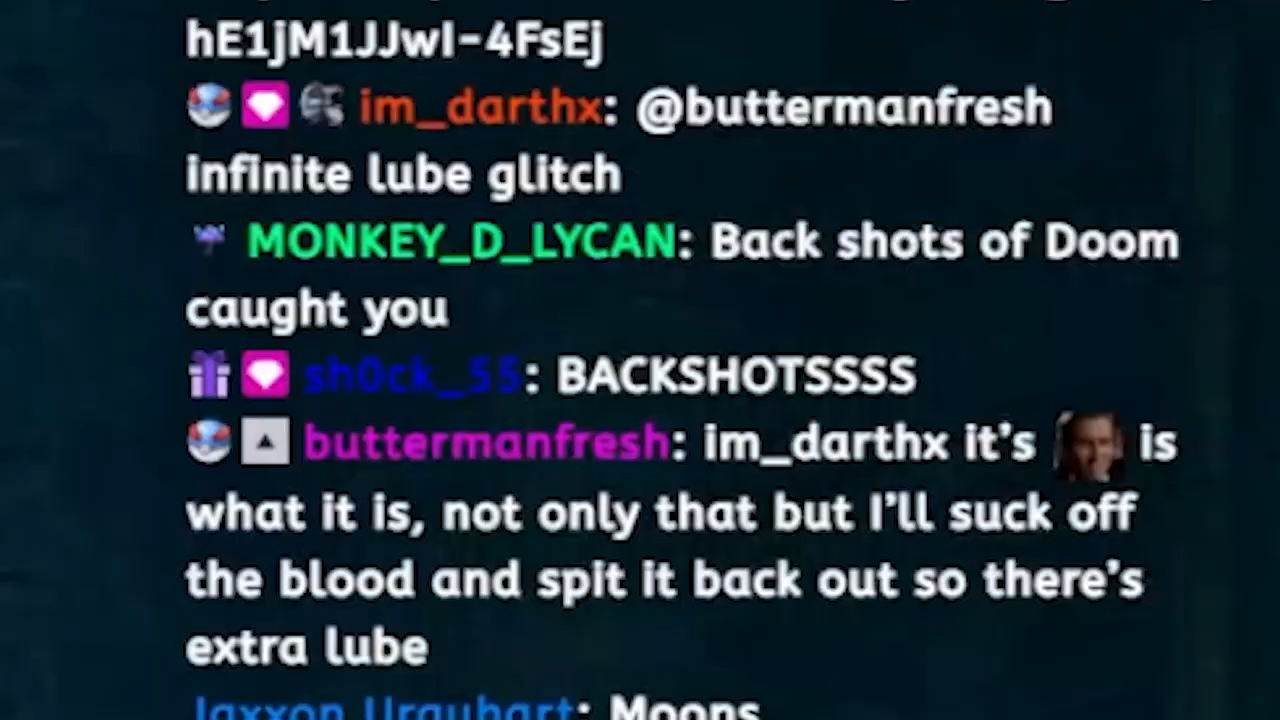 hE1jM1JJwI-4FsEj
im_darthx: @buttermanfresh
infinite lube glitch
MONKEY_D_LYCAN: Back shots of Doom
caught you
sh0ck_55: BACKSHOTSSSS
buttermanfresh: im_darthx it's is
what it is, not only that but I'll suck off
the blood and spit it back out so there's
extra lube
Jaxxon_Urquhart: Moons